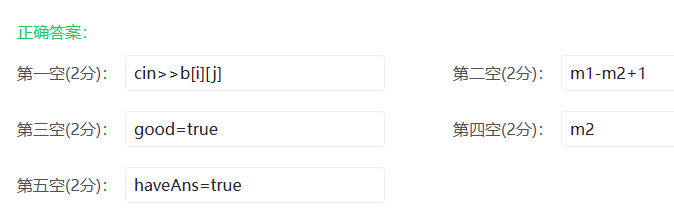 正确答案：
第一空(2分)： cin>>b[i][j] 第二空(2分)： m1-m2+1
第三空(2分)： good=true 第四空(2分)： m2
第五空(2分)： haveAns=true